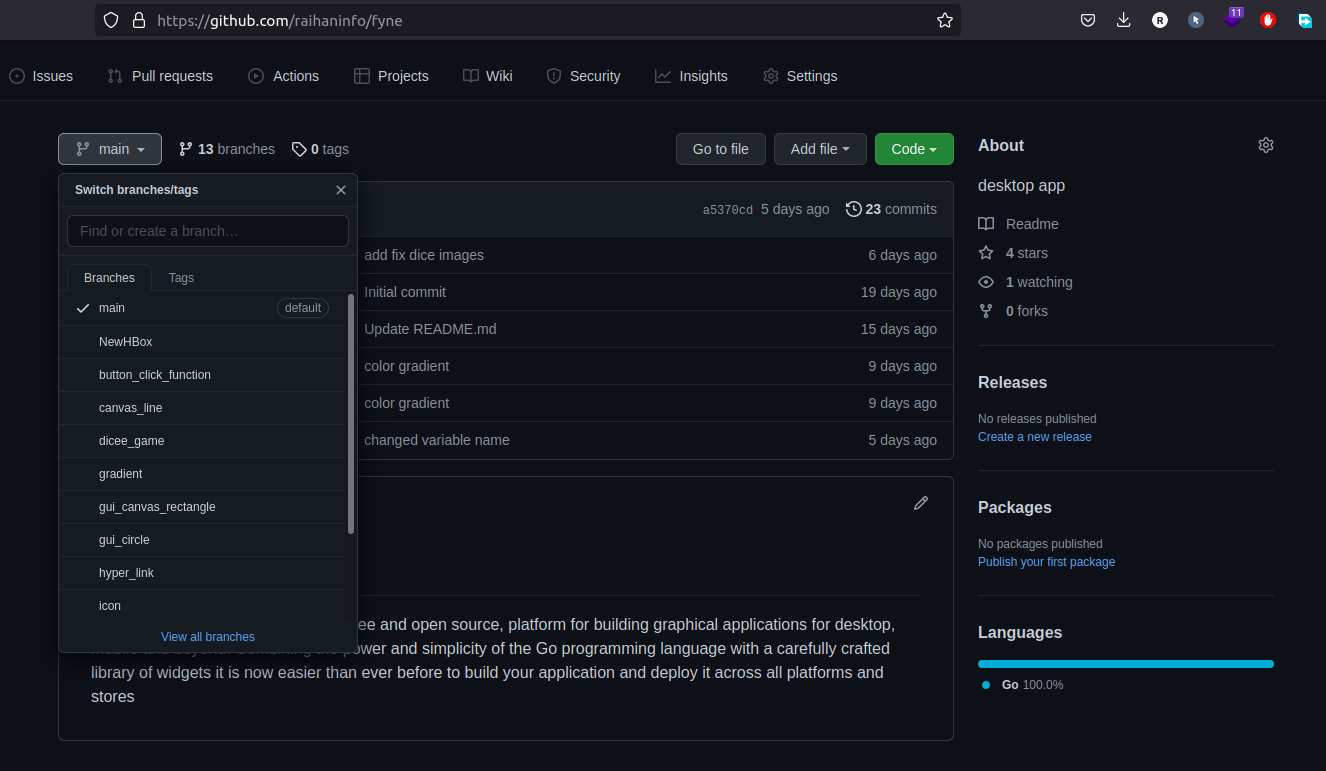 https://github.com/raihaninfo/fyne
11
R
Issues Pull requests Actions Projects Wiki Security Insights Settings
main 13 branches 0 tags Go to file Add file Code
Switch branches/tags
Find or create a branch…
Branches Tags
main default
NewHBox
button_click_function
canvas_line
dicee_game
gradient
gui_canvas_rectangle
gui_circle
hyper_link
icon
View all branches
a5370cd 5 days ago 23 commits
add fix dice images 6 days ago
Initial commit 19 days ago
Update README.md 15 days ago
color gradient 9 days ago
color gradient 9 days ago
changed variable name 5 days ago
ee and open source, platform for building graphical applications for desktop,
power and simplicity of the Go programming language with a carefully crafted
library of widgets it is now easier than ever before to build your application and deploy it across all platforms and
stores
About
desktop app
Readme
4 stars
1 watching
0 forks
Releases
No releases published
Create a new release
Packages
No packages published
Publish your first package
Languages
Go 100.0%